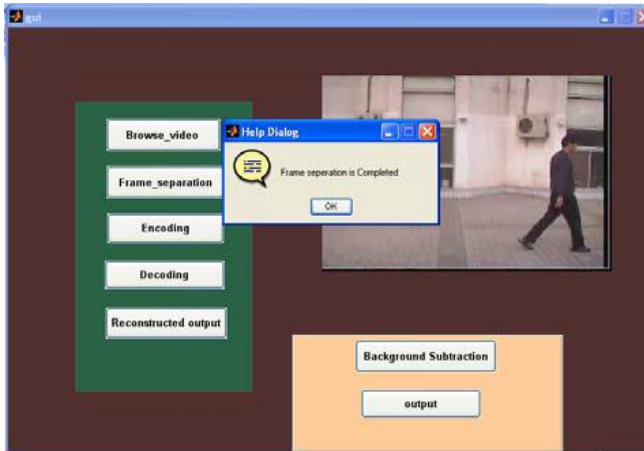 gui
Browse_video
Frame_separation
Encoding
Decoding
Reconstructed output
Help Dialog
Frame seperation is Completed
OK
Background Subtraction
output